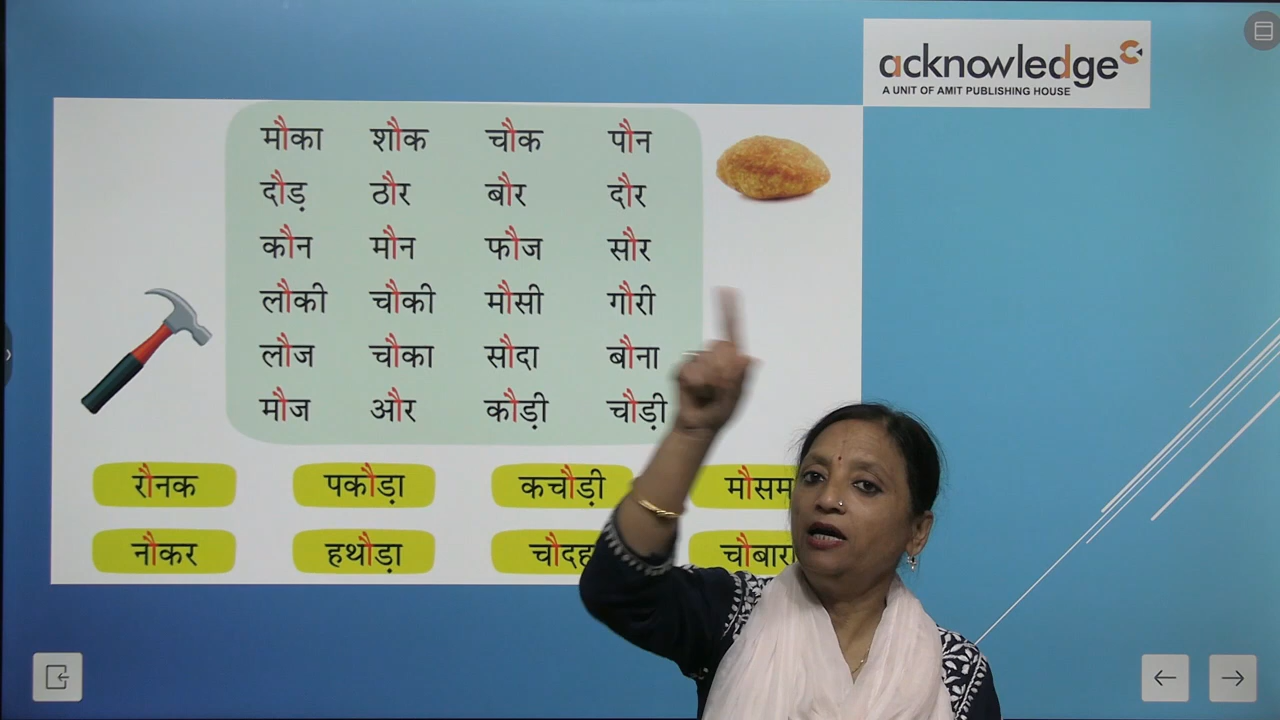 acknowledge
A UNIT OF AMIT PUBLISHING HOUSE
मौका शौक चौक पौन
दौड़ ठौर बौर दौर
कौन मौन फौज सौर
लौकी चौकी मौसी गौरी
लौज चौका सौदा बौना
मौज और कौड़ी चौड़ी
रौनक पकौड़ा कचौड़ी मौसम
नौकर हथौड़ा